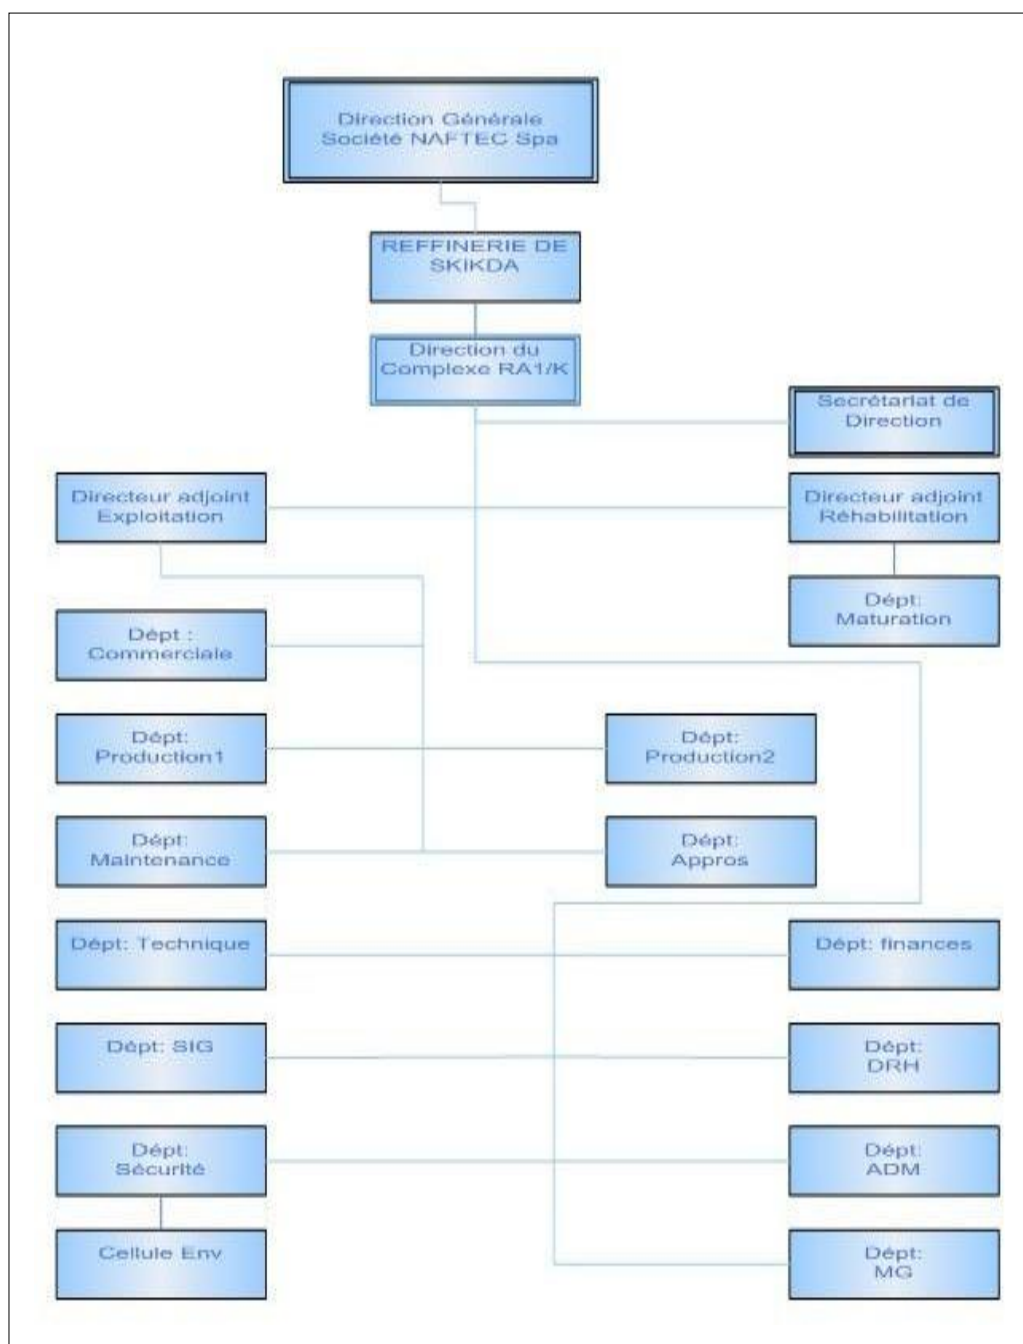 Direction Générale
Société NAFTEC Spa
REFFINERIE DE
SKIKDA
Direction du
Complexe RA1/K
Secrétariat de
Direction
Directeur adjoint
Exploitation
Directeur adjoint
Réhabilitation
Dépt:
Maturation
Dépt :
Commerciale
Dépt:
Production1
Dépt:
Production2
Dépt:
Maintenance
Dépt:
Appros
Dépt: Technique
Dépt: finances
Dépt: SIG
Dépt:
DRH
Dépt:
Sécurité
Dépt:
ADM
Cellule Env
Dépt:
MG